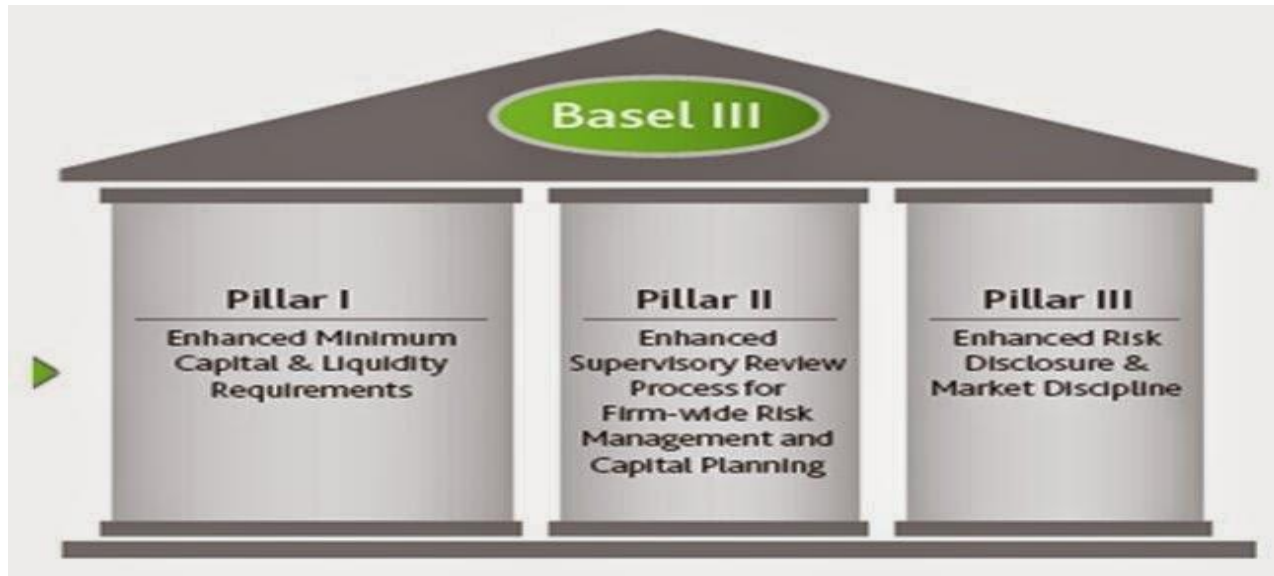 Basel III
Pillar I
Enhanced Minimum
Capital & Liquidity
Requirements
Pillar II
Enhanced
Supervisory Review
Process for
Firm-wide Risk
Management and
Capital Planning
Pillar III
Enhanced Risk
Disclosure &
Market Discipline